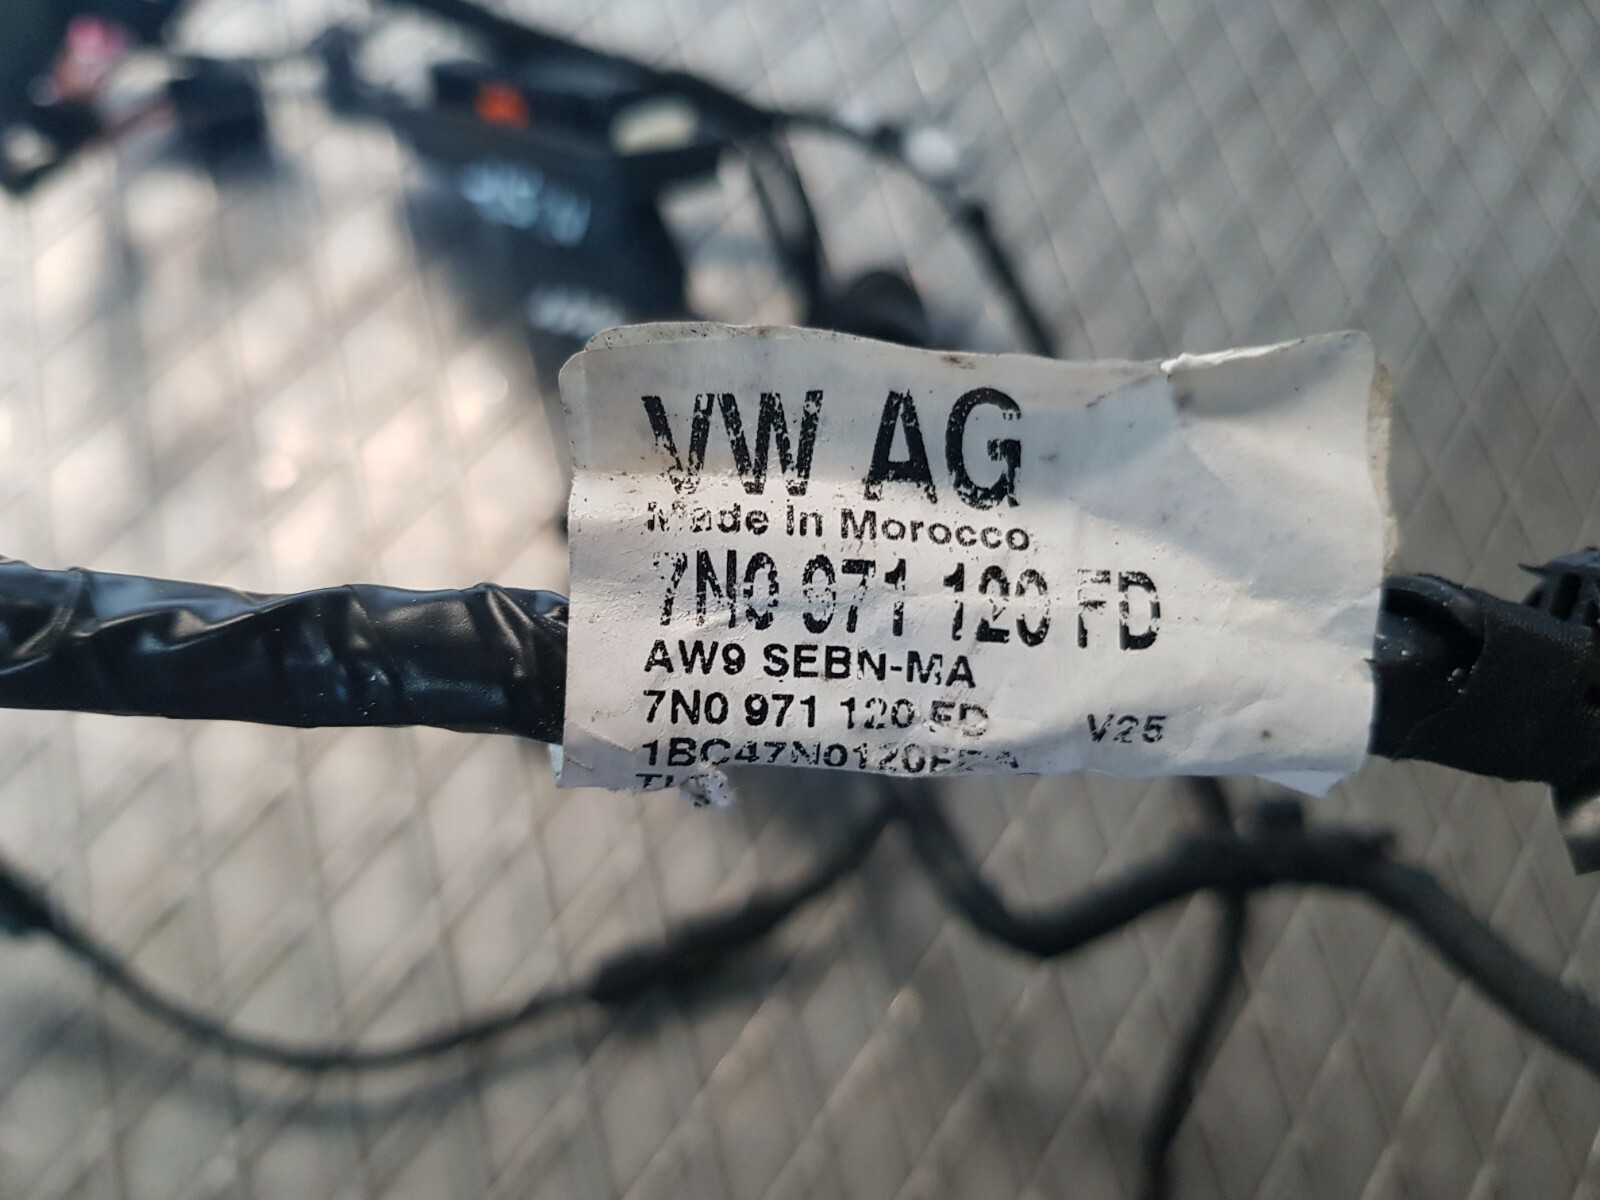 VW AG
Made In Morocco
7N0 971 120 FD
AW9 SEBN-MA
7N0 971 120 FD V25